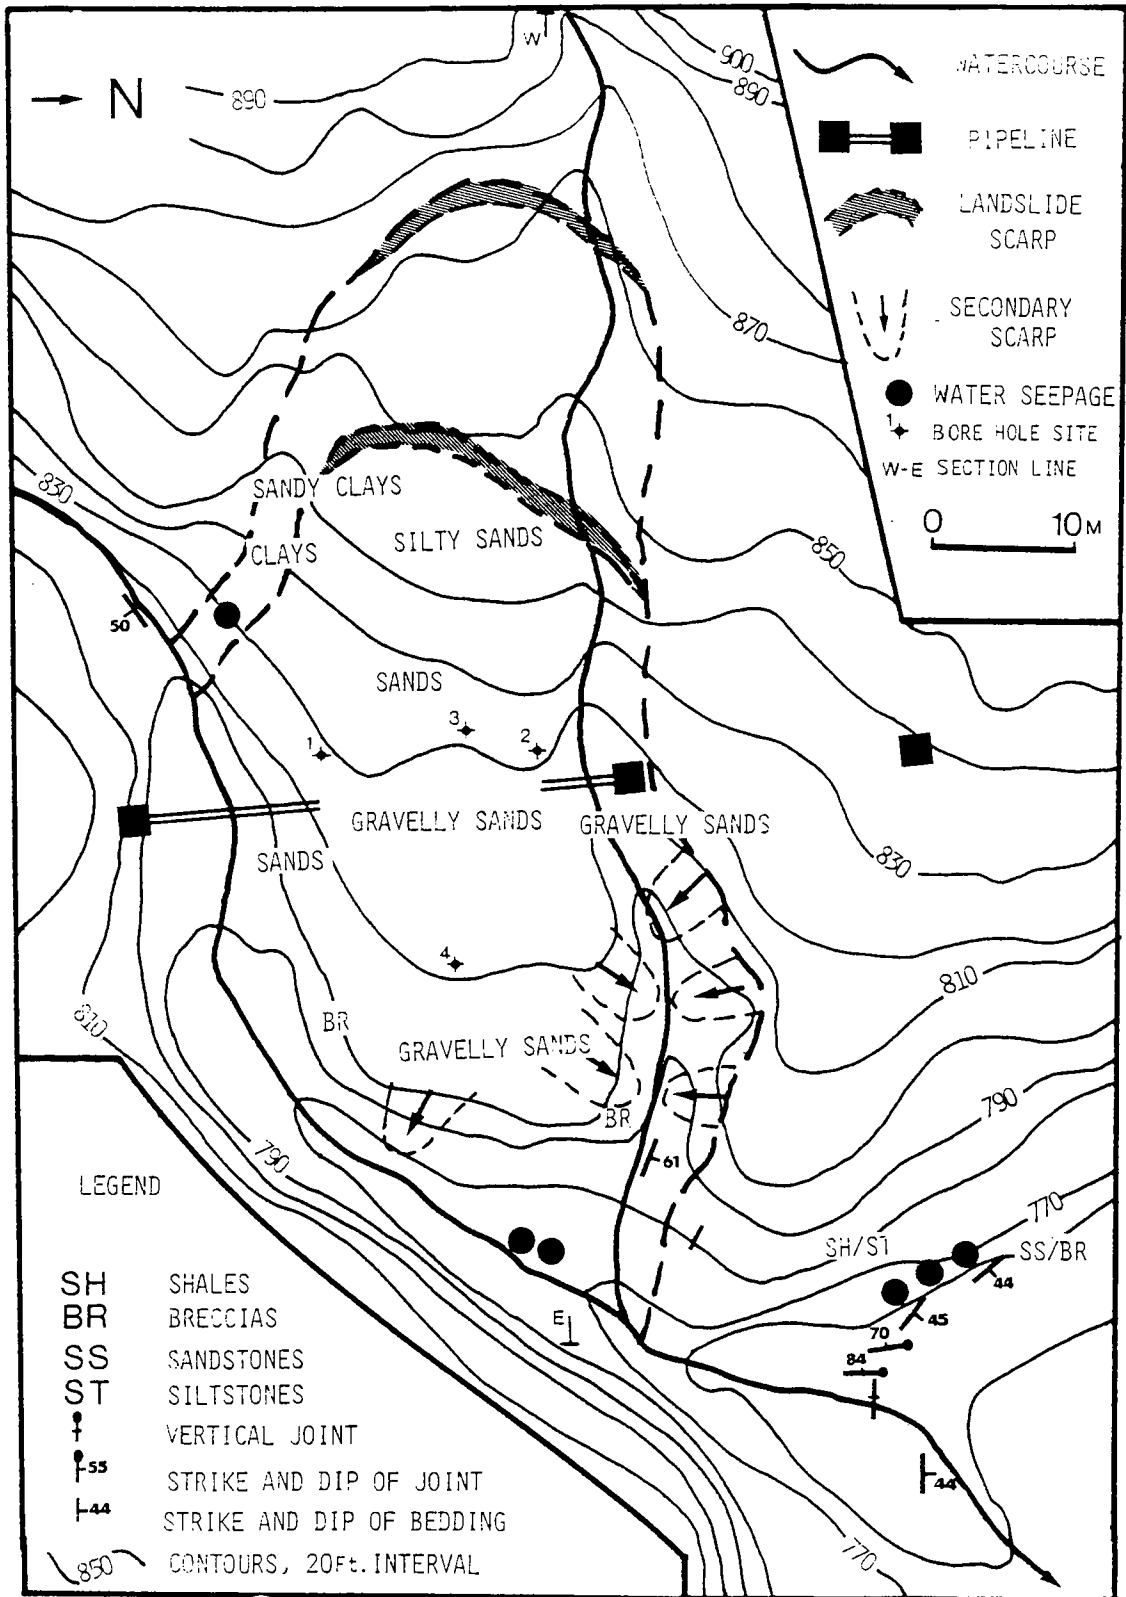 W
N
900
890
890
WATERCOURSE
PIPELINE
LANDSLIDE
SCARP
SECONDARY
SCARP
WATER SEPAGE
1
BORE HOLE SITE
W-E SECTION LINE
0 10M
870
850
830
SANDY CLAYS
SILTY SANDS
CLAYS
50
SANDS
3
1
2
GRAVELLY SANDS
GRAVELLY SANDS
SANDS
830
4
810
810
BR
GRAVELLY SANDS
BR
790
790
61
770
SH/ST
SS/BR
44
45
70
84
E
44
770
LEGEND
SH SHALES
BR BRECCIAS
SS SANDSTONES
ST SILTSTONES
VERTICAL JOINT
55 STRIKE AND DIP OF JOINT
44 STRIKE AND DIP OF BEDDING
850 CONTOURS, 20Ft. INTERVAL